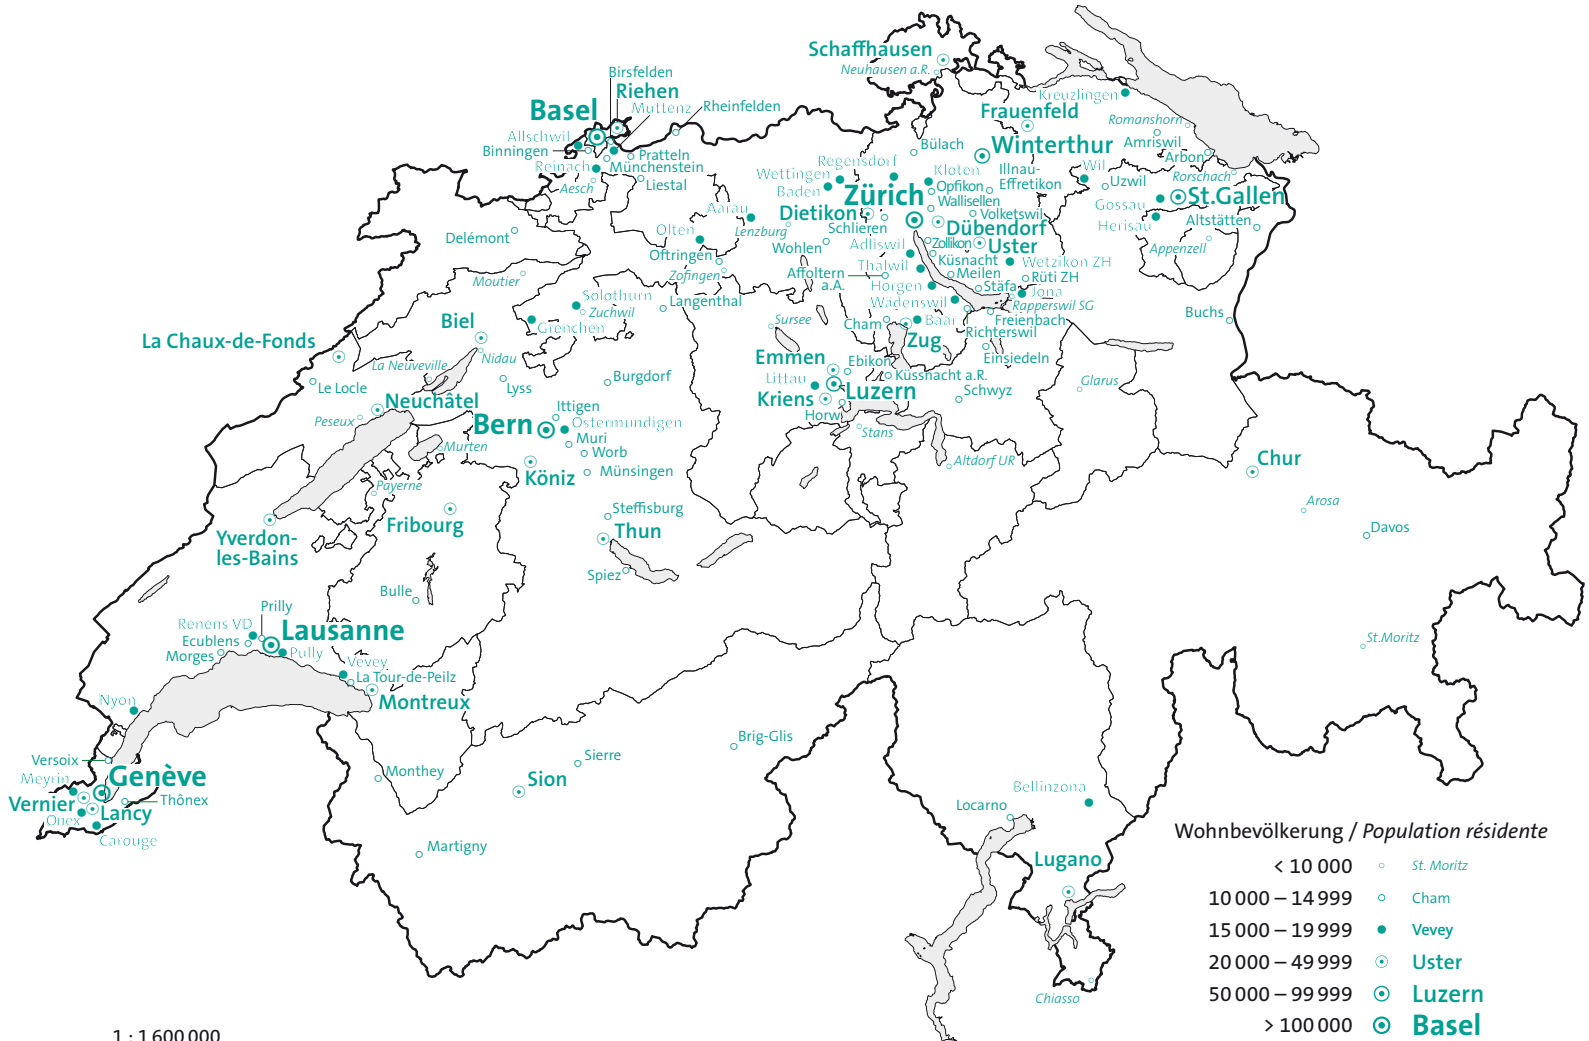 Schaffhausen
Neuhausen a.R.
Birsfelden
Riehen
Basel
Muttenz
Rheinfelden
Allschwil
Binningen
Pratteln
Reinach
Münchenstein
Aesch
Liestal
Kreuzlingen
Frauenfeld
Romanshorn
Winterthur
Amriswil
Bülach
Arbon
Regensdorf
Kloten
Illnau-
Effretikon
Wil
Rorschach
Wettingen
Opfikon
Uzwil
Baden
Zürich
Wallisellen
St.Gallen
Gossau
Aarau
Dietikon
Volketswil
Herisau
Altstätten
Lenzburg
Schlieren
Dübendorf
Delémont
Olten
Wohlen
Adliswil
Zollikon
Uster
Appenzell
Oftringen
Küsnacht
Wetzikon ZH
Zofingen
Affoltern
a.A.
Thalwil
Meilen
Rüti ZH
Moutier
Horgen
Stäfa
Jona
Solothurn
Langenthal
Wädenswil
Rapperswil SG
Zuchwil
Grenchen
Sursee
Cham
Baar
Freienbach
Buchs
Biel
Zug
Richterswil
La Chaux-de-Fonds
Nidau
Emmen
Ebikon
Einsiedeln
La Neuveville
Littau
Küssnacht a.R.
Glarus
Le Locle
Lyss
Burgdorf
Luzern
Schwyz
Kriens
Neuchâtel
Ittigen
Horw
Peseux
Bern
Ostermundigen
Stans
Muri
Murten
Worb
Altdorf UR
Köniz
Münsingen
Chur
Payerne
Arosa
Steffisburg
Fribourg
Thun
Davos
Yverdon-
les-Bains
Spiez
Bulle
Prilly
Renens VD
Lausanne
Ecublens
Morges
Pully
St.Moritz
Vevey
La Tour-de-Peilz
Nyon
Montreux
Brig-Glis
Versoix
Sierre
Meyrin
Genève
Monthey
Sion
Vernier
Thônex
Lancy
Onex
Carouge
Bellinzona
Locarno
Martigny
Lugano
Chiasso
Wohnbevölkerung / Population résidente
< 10 000 St. Moritz
10 000 – 14 999 Cham
15 000 – 19 999 Vevey
20 000 – 49 999 Uster
50 000 – 99 999 Luzern
> 100 000 Basel
1 : 1 600 000